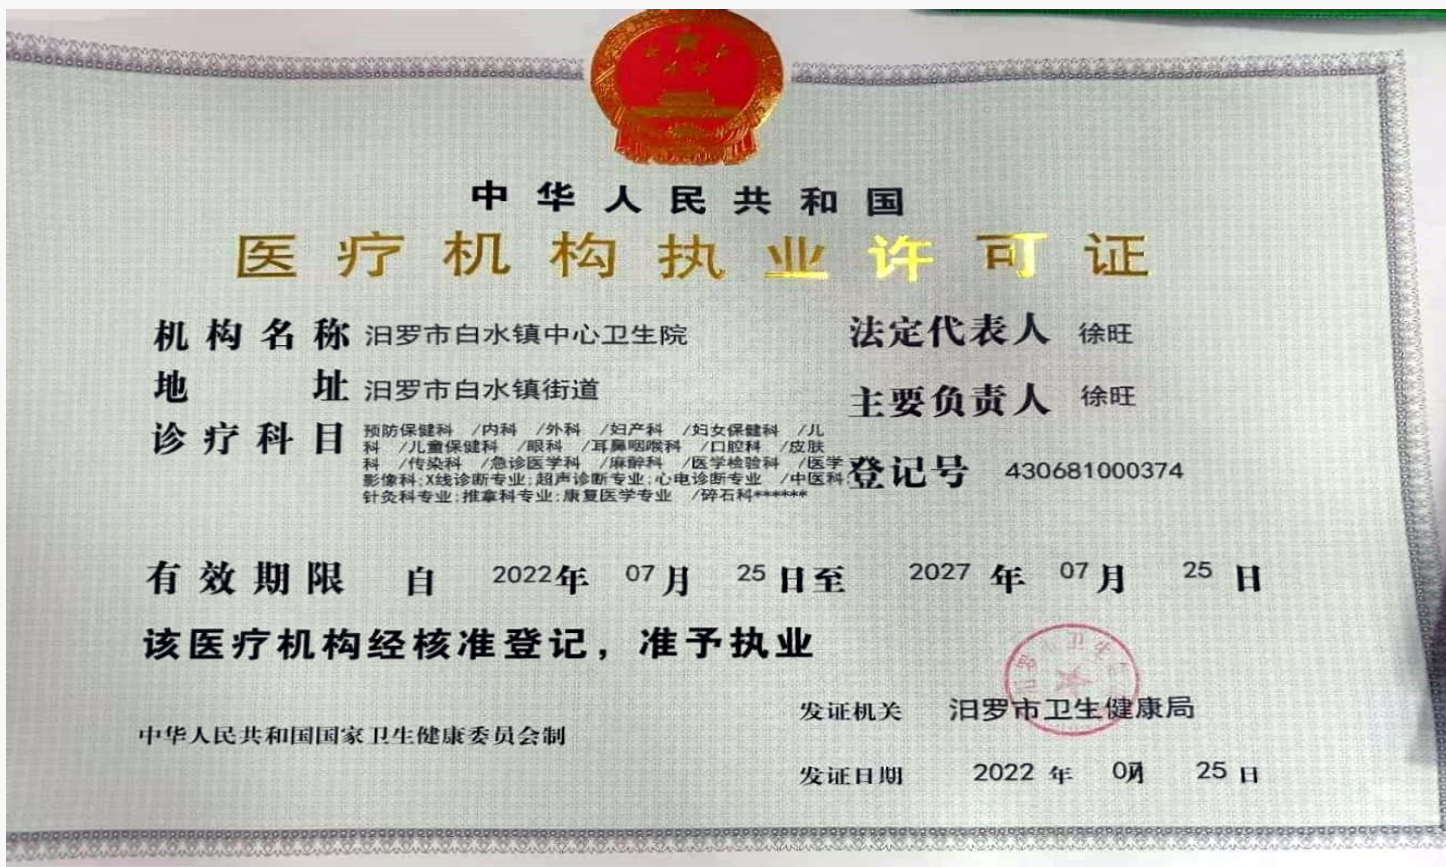 中华人民共和国
医疗机构执业许可证
机构名称 汨罗市白水镇中心卫生院
法定代表人 徐旺
地址 汨罗市白水镇街道
主要负责人 徐旺
诊疗科目 预防保健科 /内科 /外科 /妇产科 /妇女保健科 /儿
科 /儿童保健科 /眼科 /耳鼻咽喉科 /口腔科 /皮肤
科 /传染科 /急诊医学科 /麻醉科 /医学检验科 /医学
影像科;X线诊断专业;超声诊断专业;心电诊断专业 /中医科;
针灸科专业;推拿科专业;康复医学专业 /碎石科******
登记号 430681000374
有效期限 自 2022年 07月 25日至 2027年 07月 25日
该医疗机构经核准登记，准予执业
发证机关 汨罗市卫生健康局
中华人民共和国国家卫生健康委员会制
发证日期 2022年 07月 25日